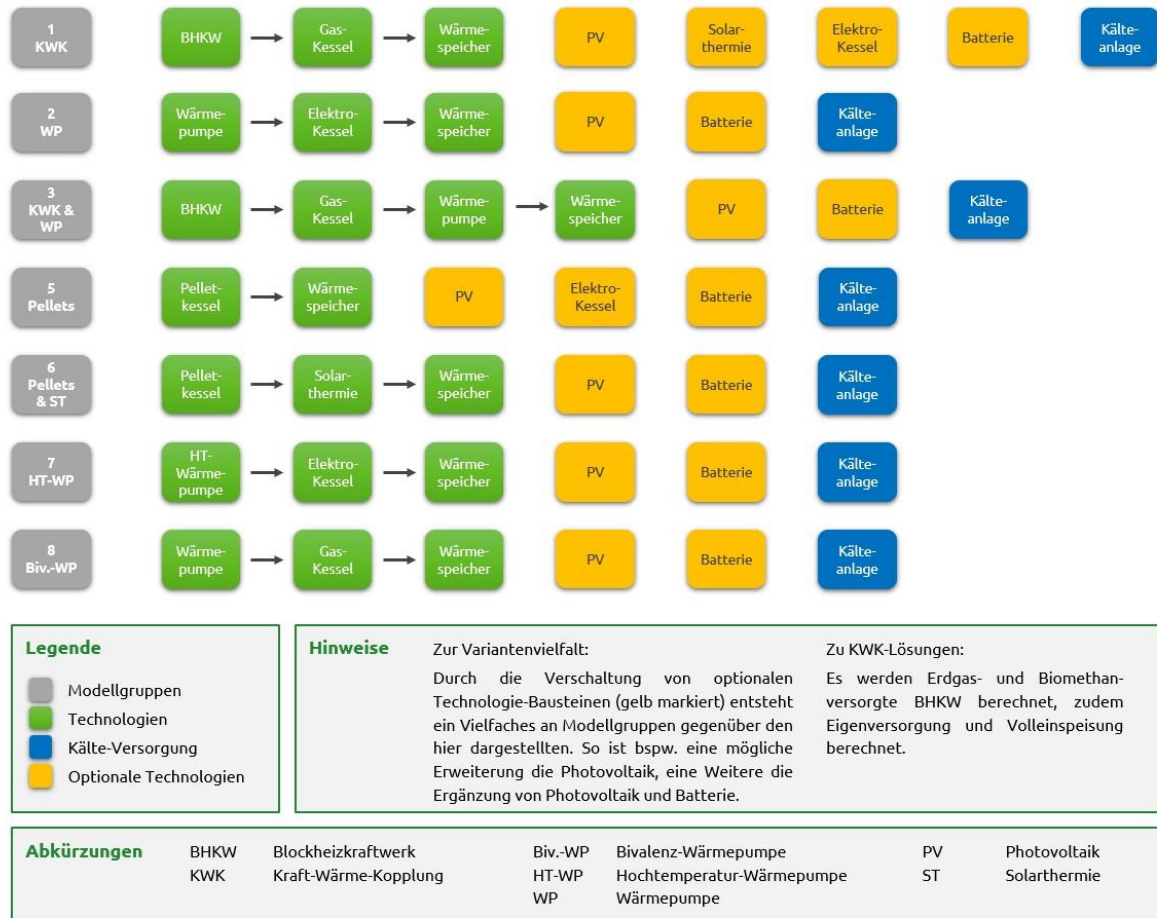 1
KWK
BHKW
Gas-
Kessel
Wärme-
speicher
PV
Solar-
thermie
Elektro-
Kessel
Batterie
Kälte-
anlage
2
WP
Wärme-
pumpe
Elektro-
Kessel
Wärme-
speicher
PV
Batterie
Kälte-
anlage
3
KWK &
WP
BHKW
Gas-
Kessel
Wärme-
pumpe
Wärme-
speicher
PV
Batterie
Kälte-
anlage
5
Pellets
Pellet-
kessel
Wärme-
speicher
PV
Elektro-
Kessel
Batterie
Kälte-
anlage
6
Pellets
& ST
Pellet-
kessel
Solar-
thermie
Wärme-
speicher
PV
Batterie
Kälte-
anlage
7
HT-WP
HT-
Wärme-
pumpe
Elektro-
Kessel
Wärme-
speicher
PV
Batterie
Kälte-
anlage
8
Biv.-WP
Wärme-
pumpe
Gas-
Kessel
Wärme-
speicher
PV
Batterie
Kälte-
anlage
Legende
Modellgruppen
Technologien
Kälte-Versorgung
Optionale Technologien
Hinweise
Zur Variantenvielfalt:
Durch die Verschaltung von optionalen
Technologie-Bausteinen (gelb markiert) entsteht
ein Vielfaches an Modellgruppen gegenüber den
hier dargestellten. So ist bspw. eine mögliche
Erweiterung die Photovoltaik, eine Weitere die
Ergänzung von Photovoltaik und Batterie.
Zu KWK-Lösungen:
Es werden Erdgas- und Biomethan-
versorgte BHKW berechnet, zudem
Eigenversorgung und Volleinspeisung
berechnet.
Abkürzungen
BHKW Blockheizkraftwerk
KWK Kraft-Wärme-Kopplung
Biv.-WP Bivalenz-Wärmepumpe
HT-WP Hochtemperatur-Wärmepumpe
WP Wärmepumpe
PV Photovoltaik
ST Solarthermie